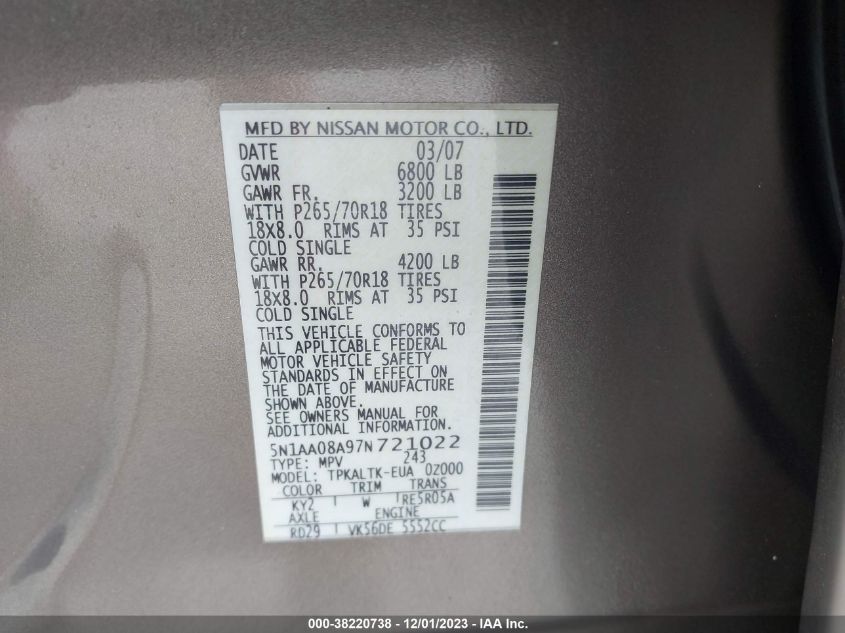 MFD BY NISSAN MOTOR CO., LTD.
DATE 03/07
GVWR 6800 LB
GAWR FR. 3200 LB
WITH P265/70R18 TIRES
18X8.0 RIMS AT 35 PSI
COLD SINGLE
GAWR RR. 4200 LB
WITH P265/70R18 TIRES
18X8.0 RIMS AT 35 PSI
COLD SINGLE
THIS VEHICLE CONFORMS TO
ALL APPLICABLE FEDERAL
MOTOR VEHICLE SAFETY
STANDARDS IN EFFECT ON
THE DATE OF MANUFACTURE
SHOWN ABOVE.
SEE OWNERS MANUAL FOR
ADDITIONAL INFORMATION.
5N1AA08A97N721022
TYPE: MPV 243
MODEL: TPKALTK-EUA 0Z000
COLOR TRIM TRANS
KY2 W RE5R05A
AXLE ENGINE
RD29 VK56DE 5552CC
000-38220738 - 12/01/2023 - IAA Inc.